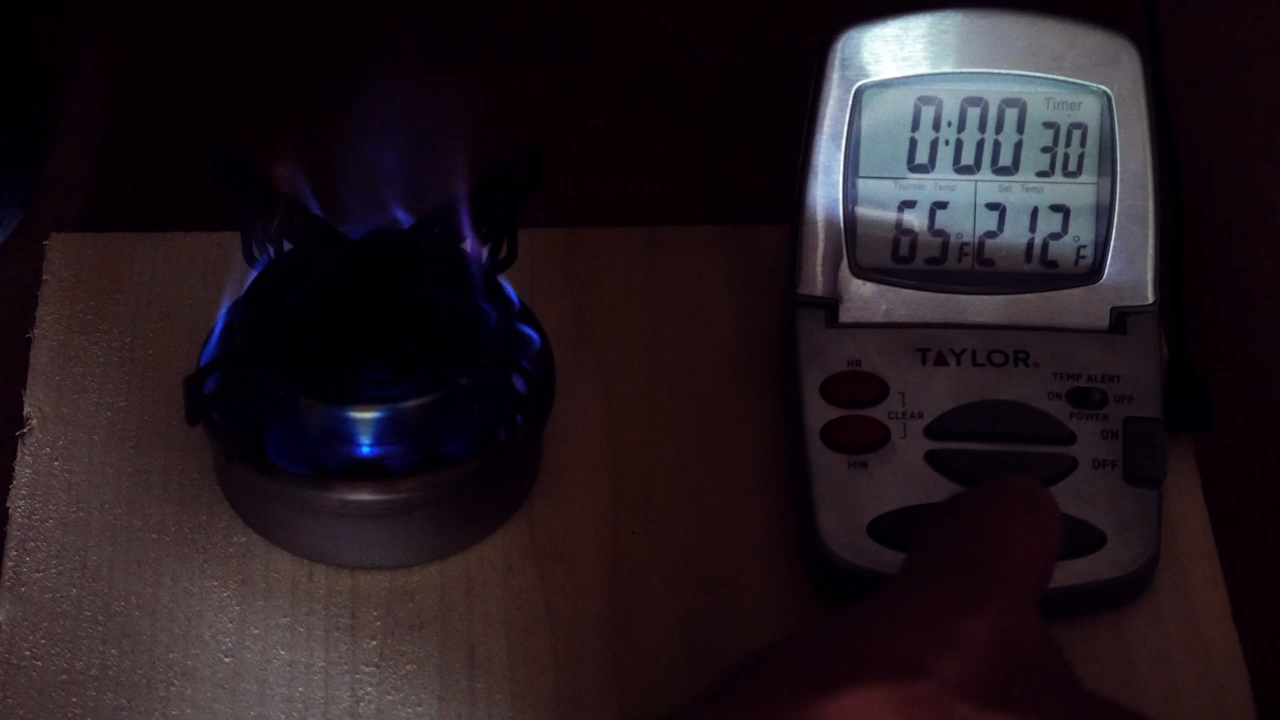 Timer
0:00 30
Thermo Temp Set Temp
65°F 212°F
TAYLOR®
HR
TEMP ALERT
ON OFF
CLEAR
POWER
ON
MIN
OFF